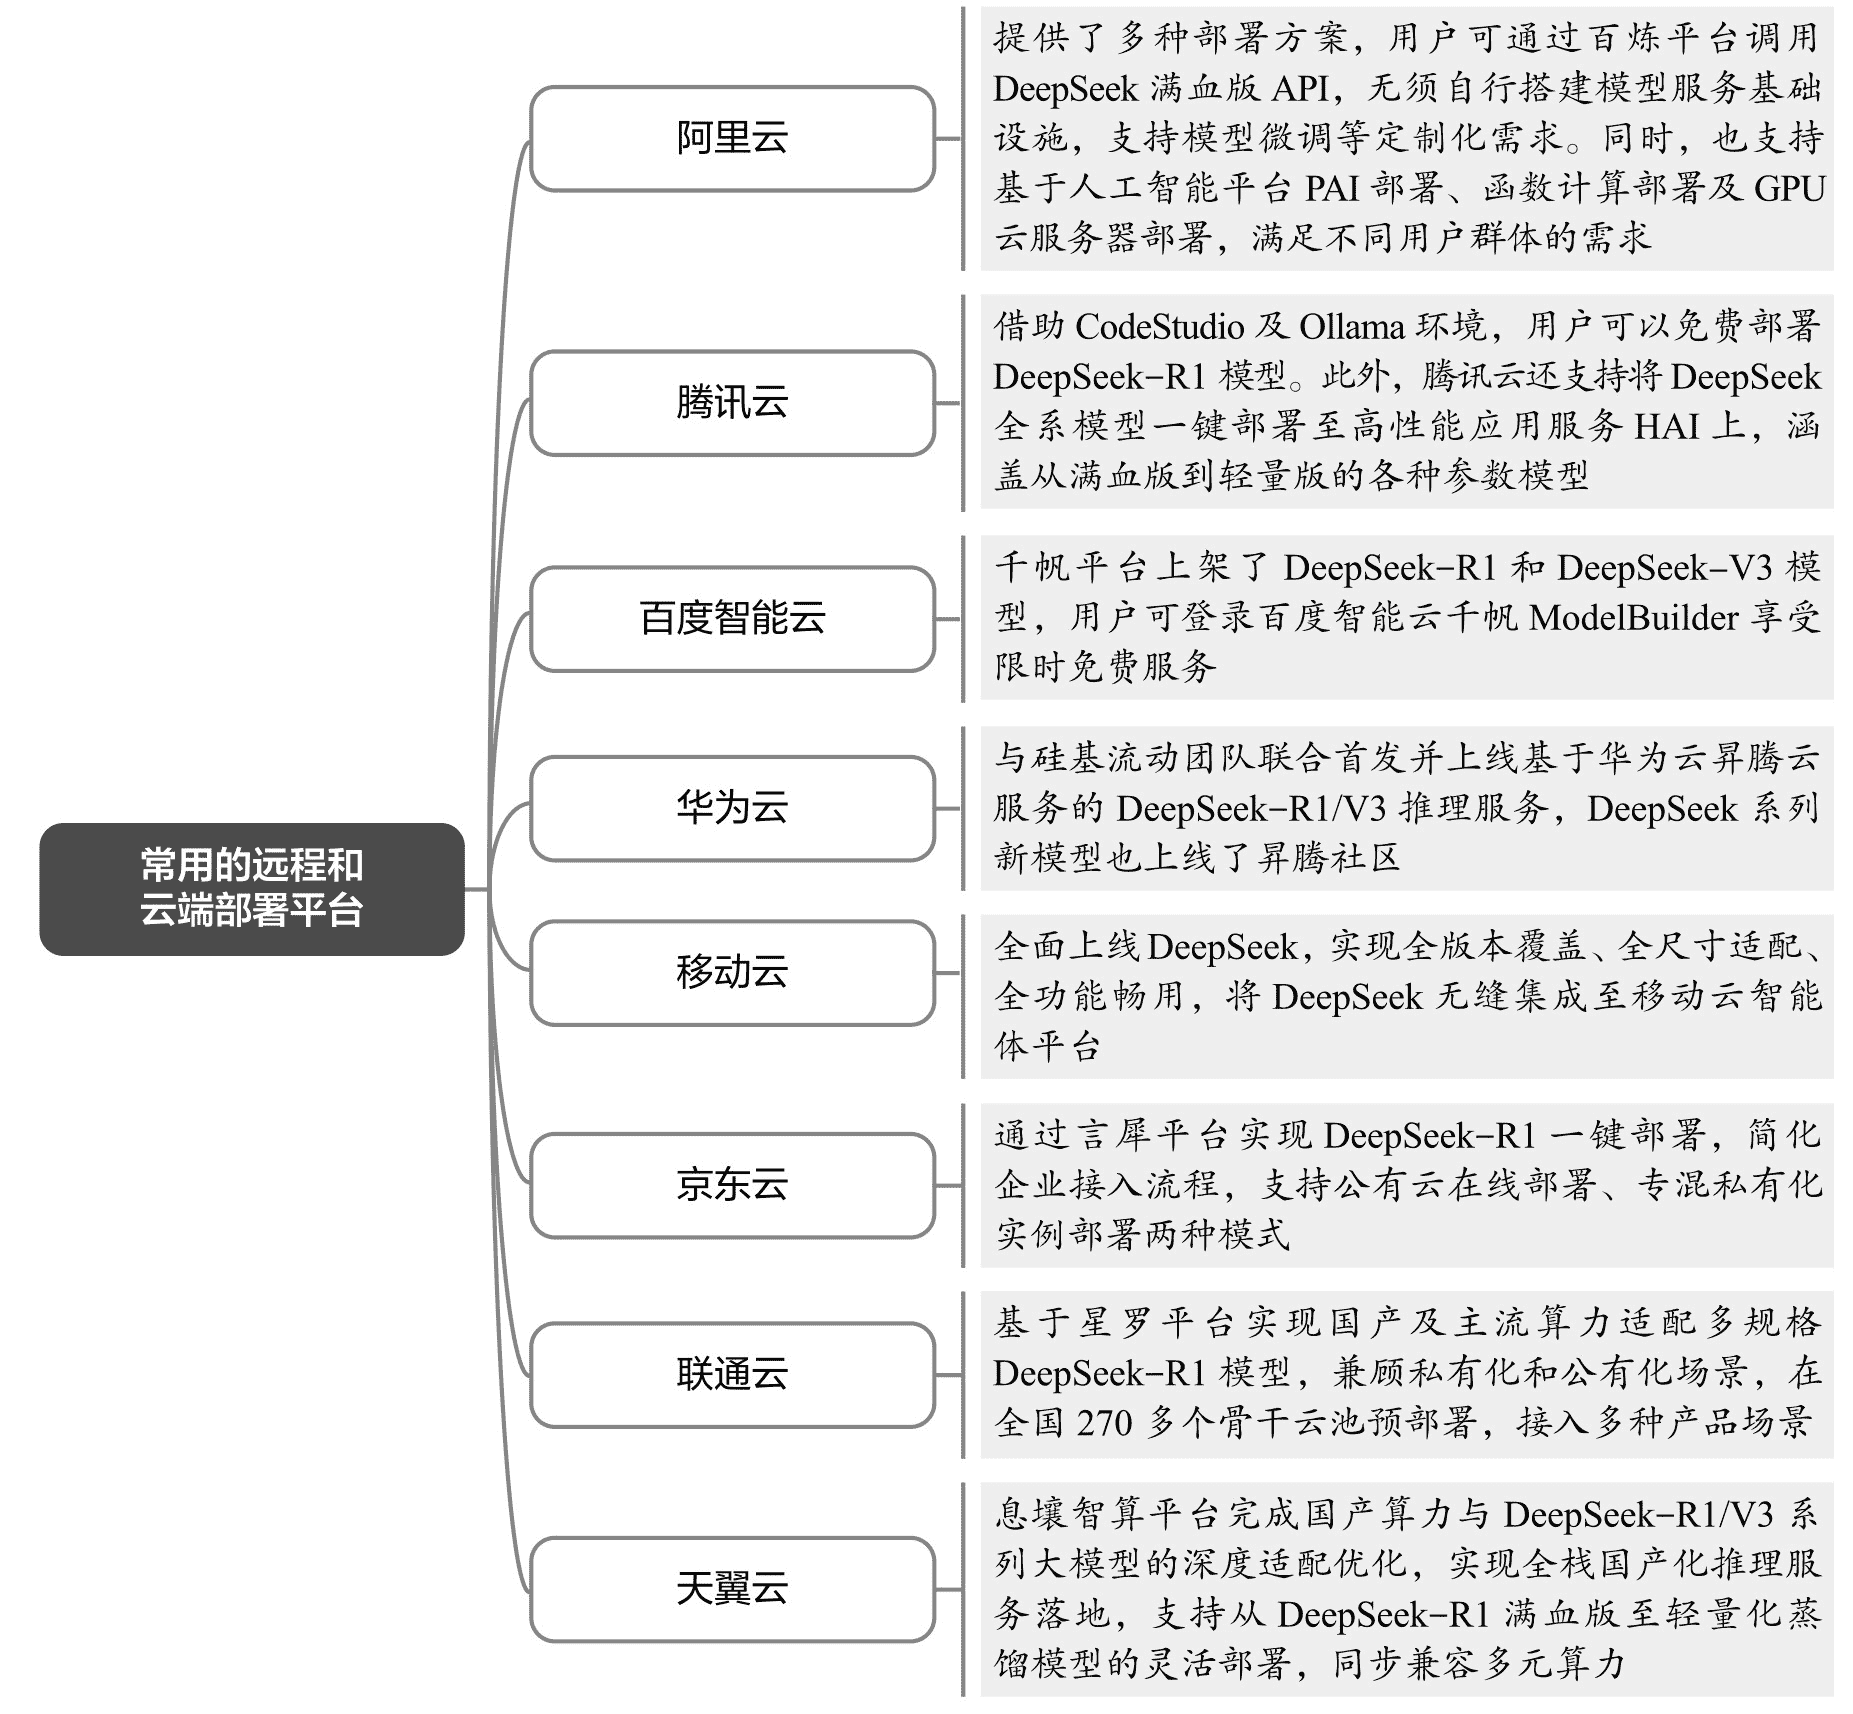 常用的远程和
云端部署平台
阿里云
提供了多种部署方案，用户可通过百炼平台调用
DeepSeek 满血版 API，无须自行搭建模型服务基础
设施，支持模型微调等定制化需求。同时，也支持
基于人工智能平台 PAI 部署、函数计算部署及 GPU
云服务器部署，满足不同用户群体的需求
腾讯云
借助 CodeStudio 及 Ollama 环境，用户可以免费部署
DeepSeek-R1 模型。此外，腾讯云还支持将 DeepSeek
全系模型一键部署至高性能应用服务 HAI 上，涵
盖从满血版到轻量版的各种参数模型
百度智能云
千帆平台上架了 DeepSeek-R1 和 DeepSeek-V3 模
型，用户可登录百度智能云千帆 ModelBuilder 享受
限时免费服务
华为云
与硅基流动团队联合首发并上线基于华为云昇腾云
服务的 DeepSeek-R1/V3 推理服务，DeepSeek 系列
新模型也上线了昇腾社区
移动云
全面上线 DeepSeek，实现全版本覆盖、全尺寸适配、
全功能畅用，将 DeepSeek 无缝集成至移动云智能
体平台
京东云
通过言犀平台实现 DeepSeek-R1 一键部署，简化
企业接入流程，支持公有云在线部署、专混私有化
实例部署两种模式
联通云
基于星罗平台实现国产及主流算力适配多规格
DeepSeek-R1 模型，兼顾私有化和公有化场景，在
全国 270 多个骨干云池预部署，接入多种产品场景
天翼云
息壤智算平台完成国产算力与 DeepSeek-R1/V3 系
列大模型的深度适配优化，实现全栈国产化推理服
务落地，支持从 DeepSeek-R1 满血版至轻量化蒸
馏模型的灵活部署，同步兼容多元算力